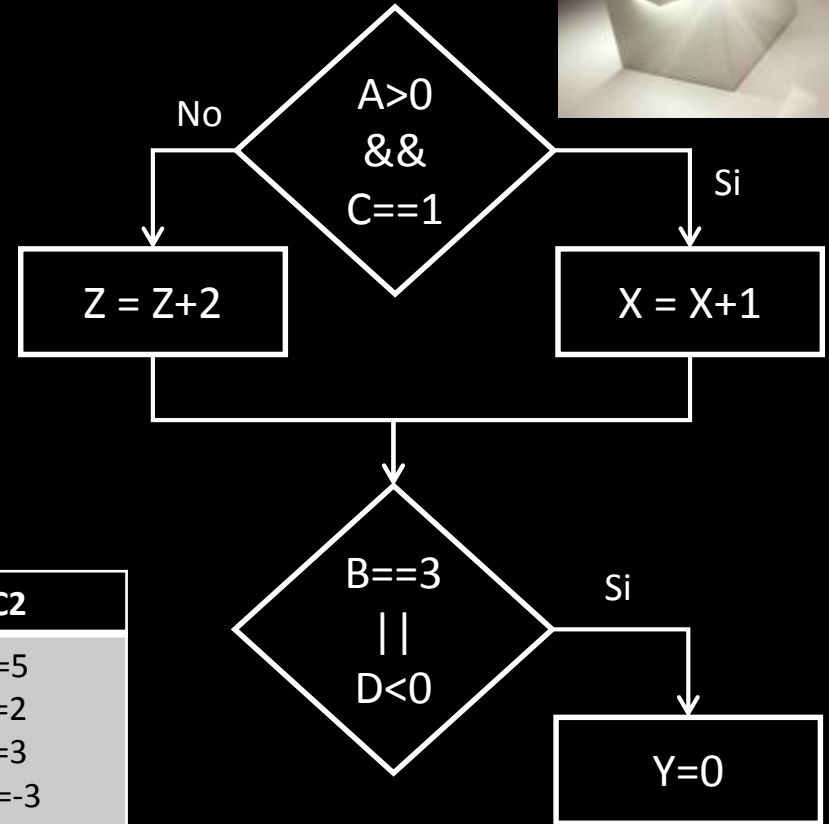 A>0
&&
C==1
No
Si
Z = Z+2
X = X+1
B==3
||
D<0
Si
Y=0
C2
=5
=2
=3
=-3